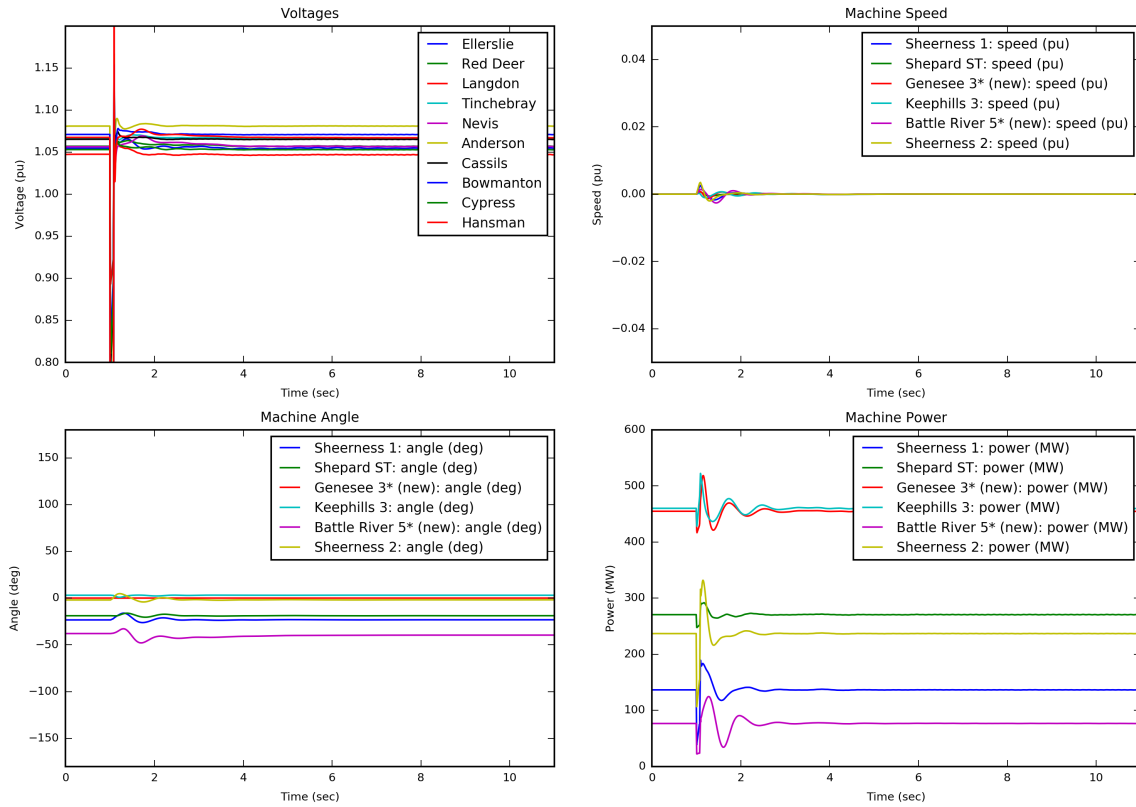 Voltages
1.15
1.10
1.05
1.00
0.95
0.90
0.85
0.80
Voltage (pu)
0 2 4 6 8 10
Time (sec)
Ellerslie
Red Deer
Langdon
Tinchebray
Nevis
Anderson
Cassils
Bowmanton
Cypress
Hansman
Machine Speed
0.04
0.02
0.00
−0.02
−0.04
Speed (pu)
0 2 4 6 8 10
Time (sec)
Sheerness 1: speed (pu)
Shepard ST: speed (pu)
Genesee 3* (new): speed (pu)
Keephills 3: speed (pu)
Battle River 5* (new): speed (pu)
Sheerness 2: speed (pu)
Machine Angle
150
100
50
0
−50
−100
−150
Angle (deg)
0 2 4 6 8 10
Time (sec)
Sheerness 1: angle (deg)
Shepard ST: angle (deg)
Genesee 3* (new): angle (deg)
Keephills 3: angle (deg)
Battle River 5* (new): angle (deg)
Sheerness 2: angle (deg)
Machine Power
600
500
400
300
200
100
0
Power (MW)
0 2 4 6 8 10
Time (sec)
Sheerness 1: power (MW)
Shepard ST: power (MW)
Genesee 3* (new): power (MW)
Keephills 3: power (MW)
Battle River 5* (new): power (MW)
Sheerness 2: power (MW)